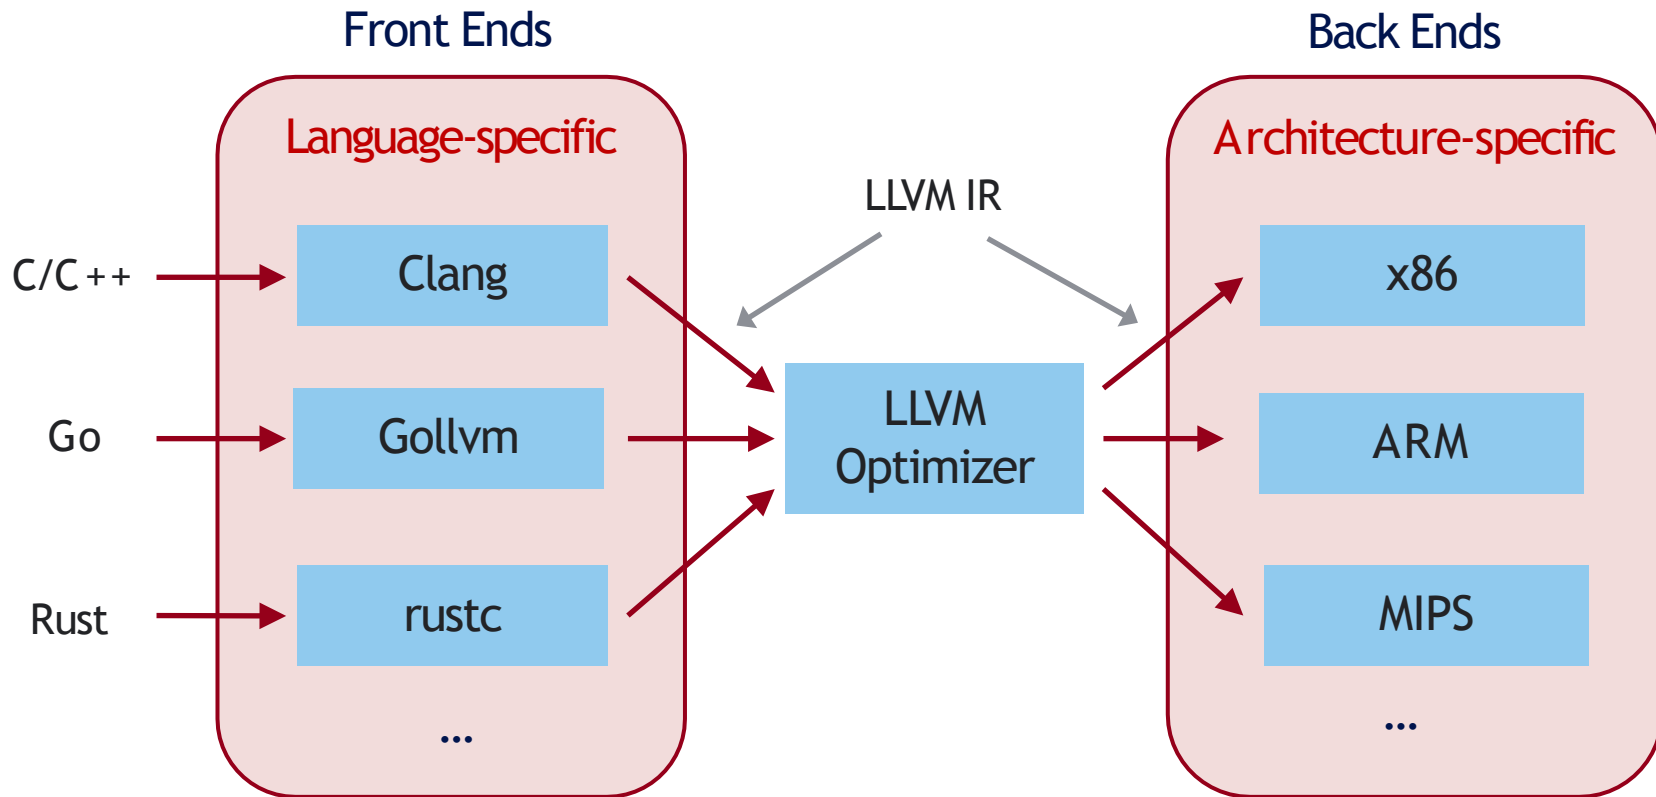 Front Ends
Back Ends
Language-specific
Architecture-specific
LLVM IR
C/C++
Clang
x86
Go
Gollvm
LLVM
Optimizer
ARM
Rust
rustc
MIPS
...
...